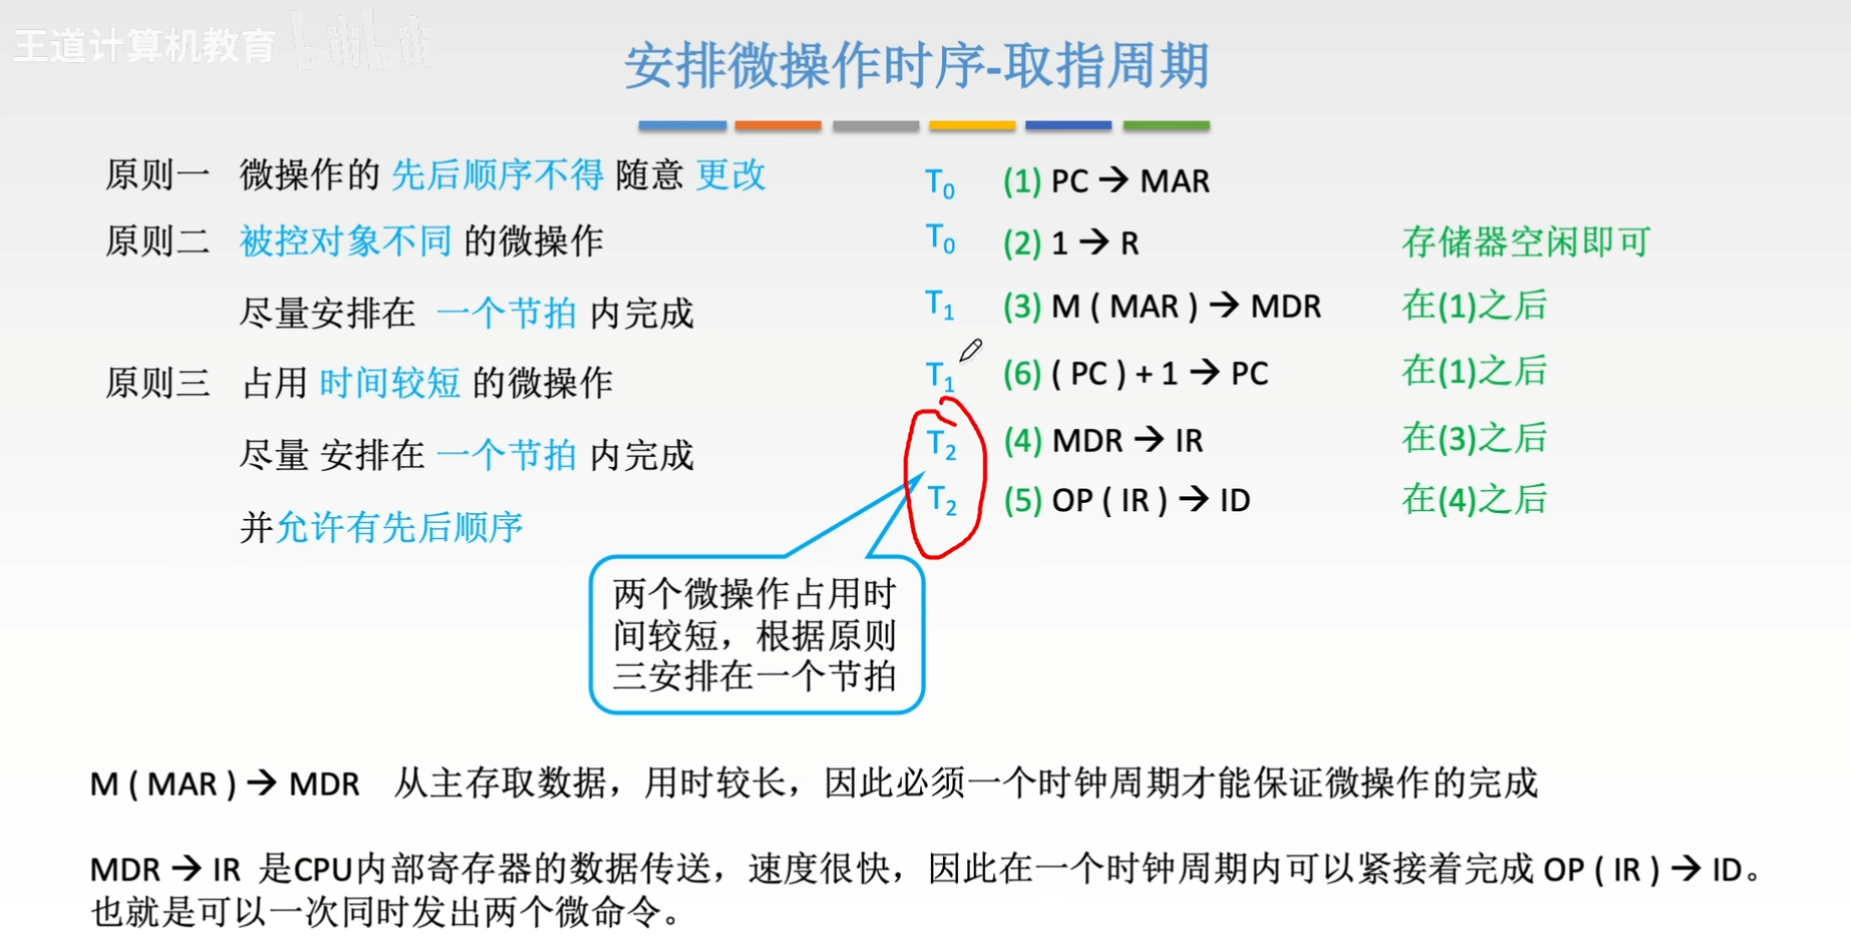 王道计算机教育 bilibili
安排微操作时序-取指周期
原则一 微操作的 先后顺序不得 随意 更改
原则二 被控对象不同 的微操作
尽量安排在 一个节拍 内完成
原则三 占用 时间较短 的微操作
尽量 安排在 一个节拍 内完成
并允许有先后顺序
T0 (1) PC → MAR
T0 (2) 1 → R 存储器空闲即可
T1 (3) M ( MAR ) → MDR 在(1)之后
T1 (6) ( PC ) + 1 → PC 在(1)之后
T2 (4) MDR → IR 在(3)之后
T2 (5) OP ( IR ) → ID 在(4)之后
两个微操作占用时
间较短，根据原则
三安排在一个节拍
M ( MAR ) → MDR 从主存取数据，用时较长，因此必须一个时钟周期才能保证微操作的完成
MDR → IR 是CPU内部寄存器的数据传送，速度很快，因此在一个时钟周期内可以紧接着完成 OP ( IR ) → ID。
也就是可以一次同时发出两个微命令。